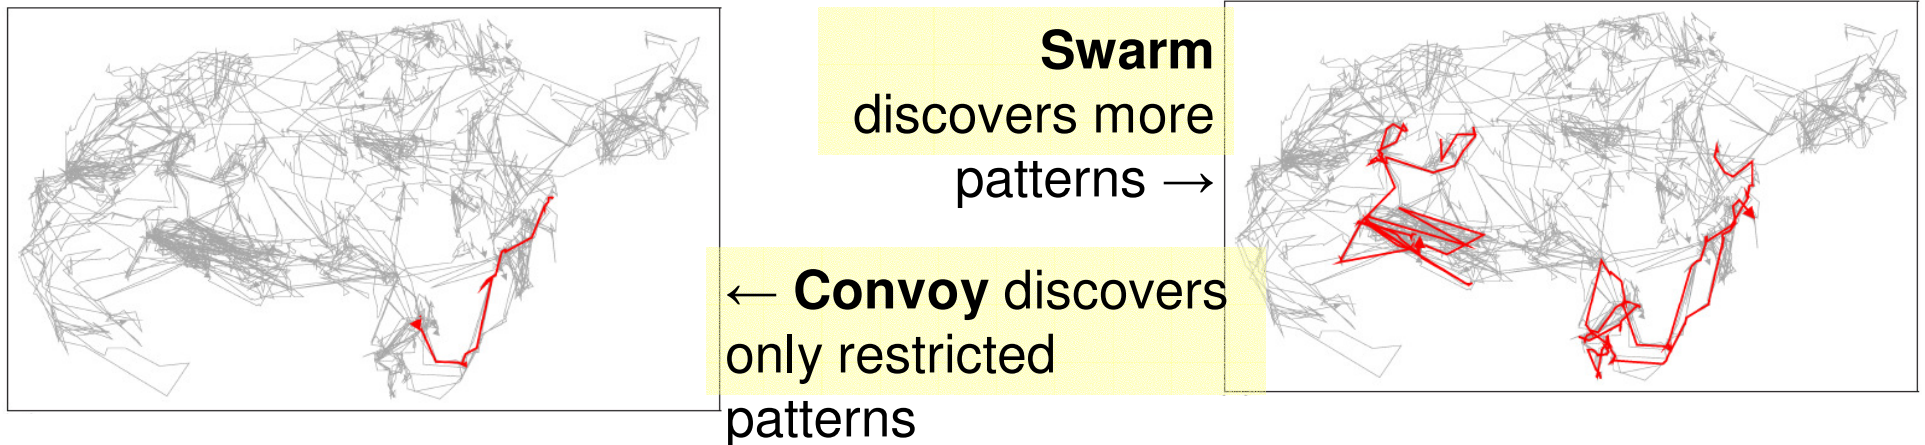 Swarm
discovers more
patterns →
← Convoy discovers
only restricted
patterns